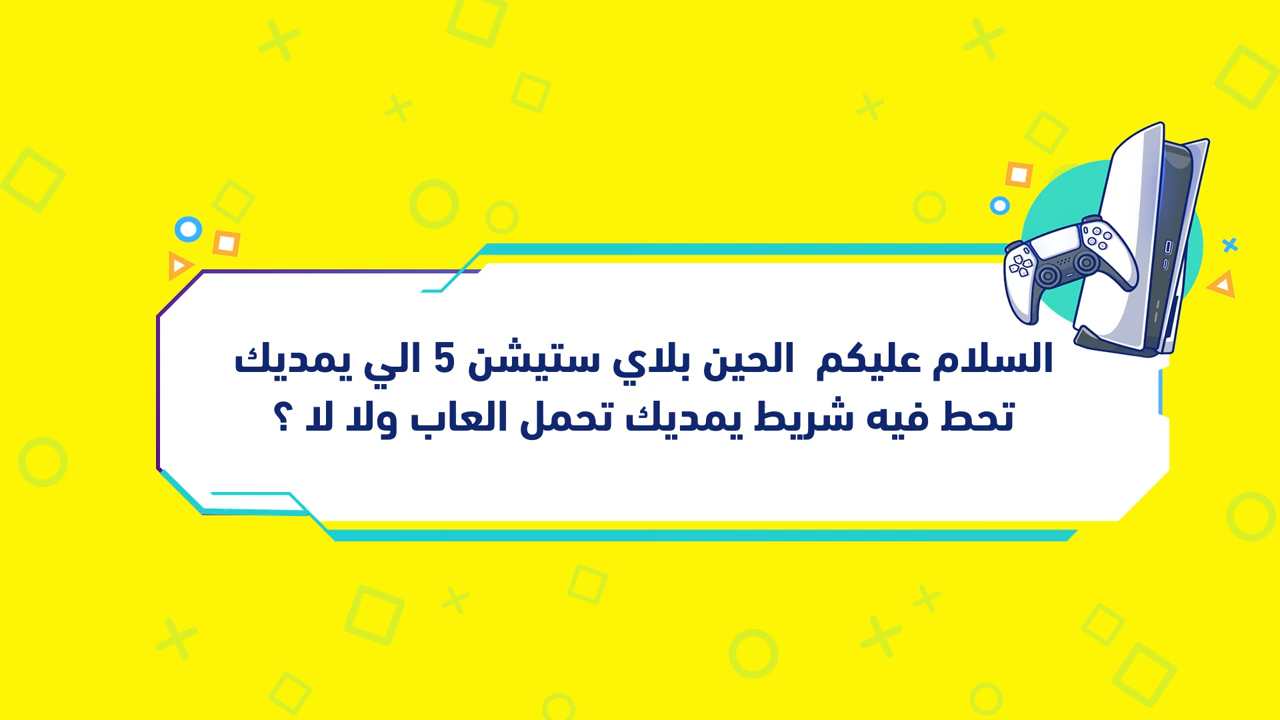 السلام عليكم الحين بلاي ستيشن 5 الي يمديك
تحط فيه شريط يمديك تحمل العاب ولا لا ؟